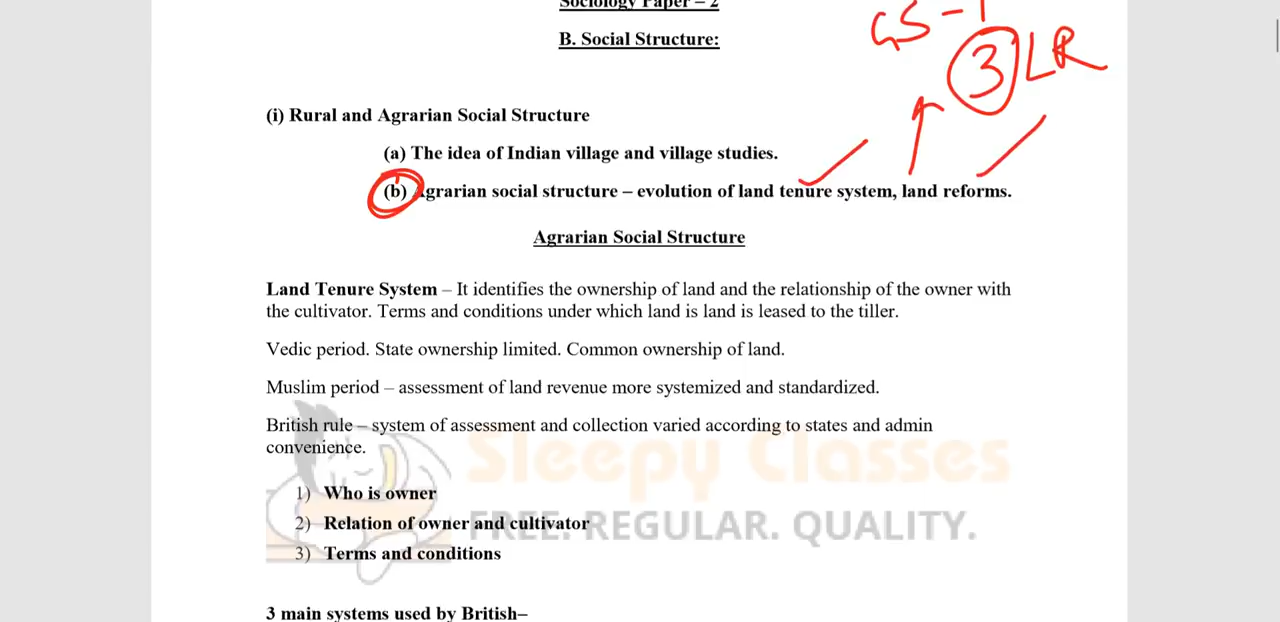 Sociology Paper – 2
B. Social Structure:
GS-1
3 LR
(i) Rural and Agrarian Social Structure
(a) The idea of Indian village and village studies.
(b) Agrarian social structure – evolution of land tenure system, land reforms.
Agrarian Social Structure
Land Tenure System – It identifies the ownership of land and the relationship of the owner with
the cultivator. Terms and conditions under which land is land is leased to the tiller.
Vedic period. State ownership limited. Common ownership of land.
Muslim period – assessment of land revenue more systemized and standardized.
British rule – system of assessment and collection varied according to states and admin
convenience.
Sleepy Classes
1) Who is owner
2) Relation of owner and cultivator
FREE. REGULAR. QUALITY.
3) Terms and conditions
3 main systems used by British–